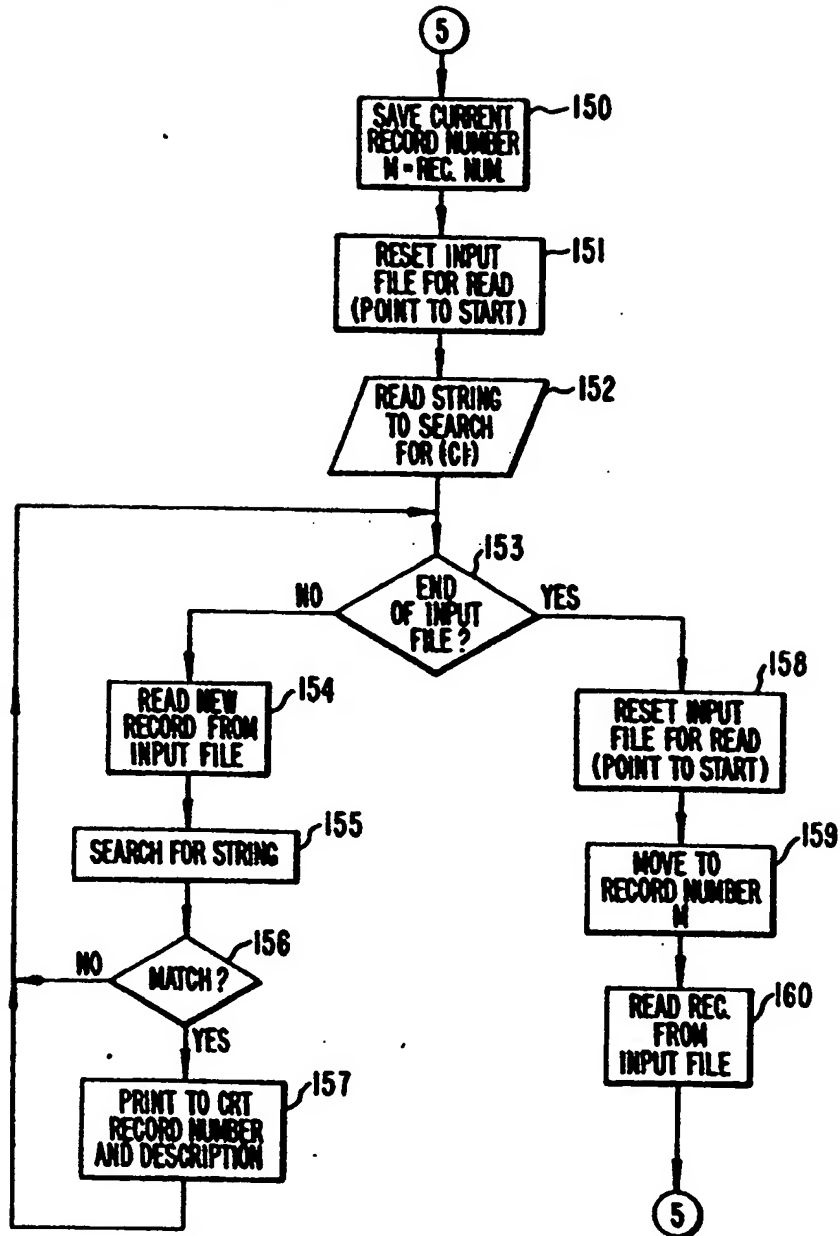 5
SAVE CURRENT
RECORD NUMBER
M = REC. NUM.
150
RESET INPUT
FILE FOR READ
(POINT TO START)
151
READ STRING
TO SEARCH
FOR
152
END
OF INPUT
FILE?
153
NO
YES
READ NEW
RECORD FROM
INPUT FILE
154
SEARCH FOR STRING
155
MATCH?
156
NO
YES
PRINT TO CRT
RECORD NUMBER
AND DESCRIPTION
157
RESET INPUT
FILE FOR READ
(POINT TO START)
158
MOVE TO
RECORD NUMBER
M
159
READ REC.
FROM
INPUT FILE
160
5